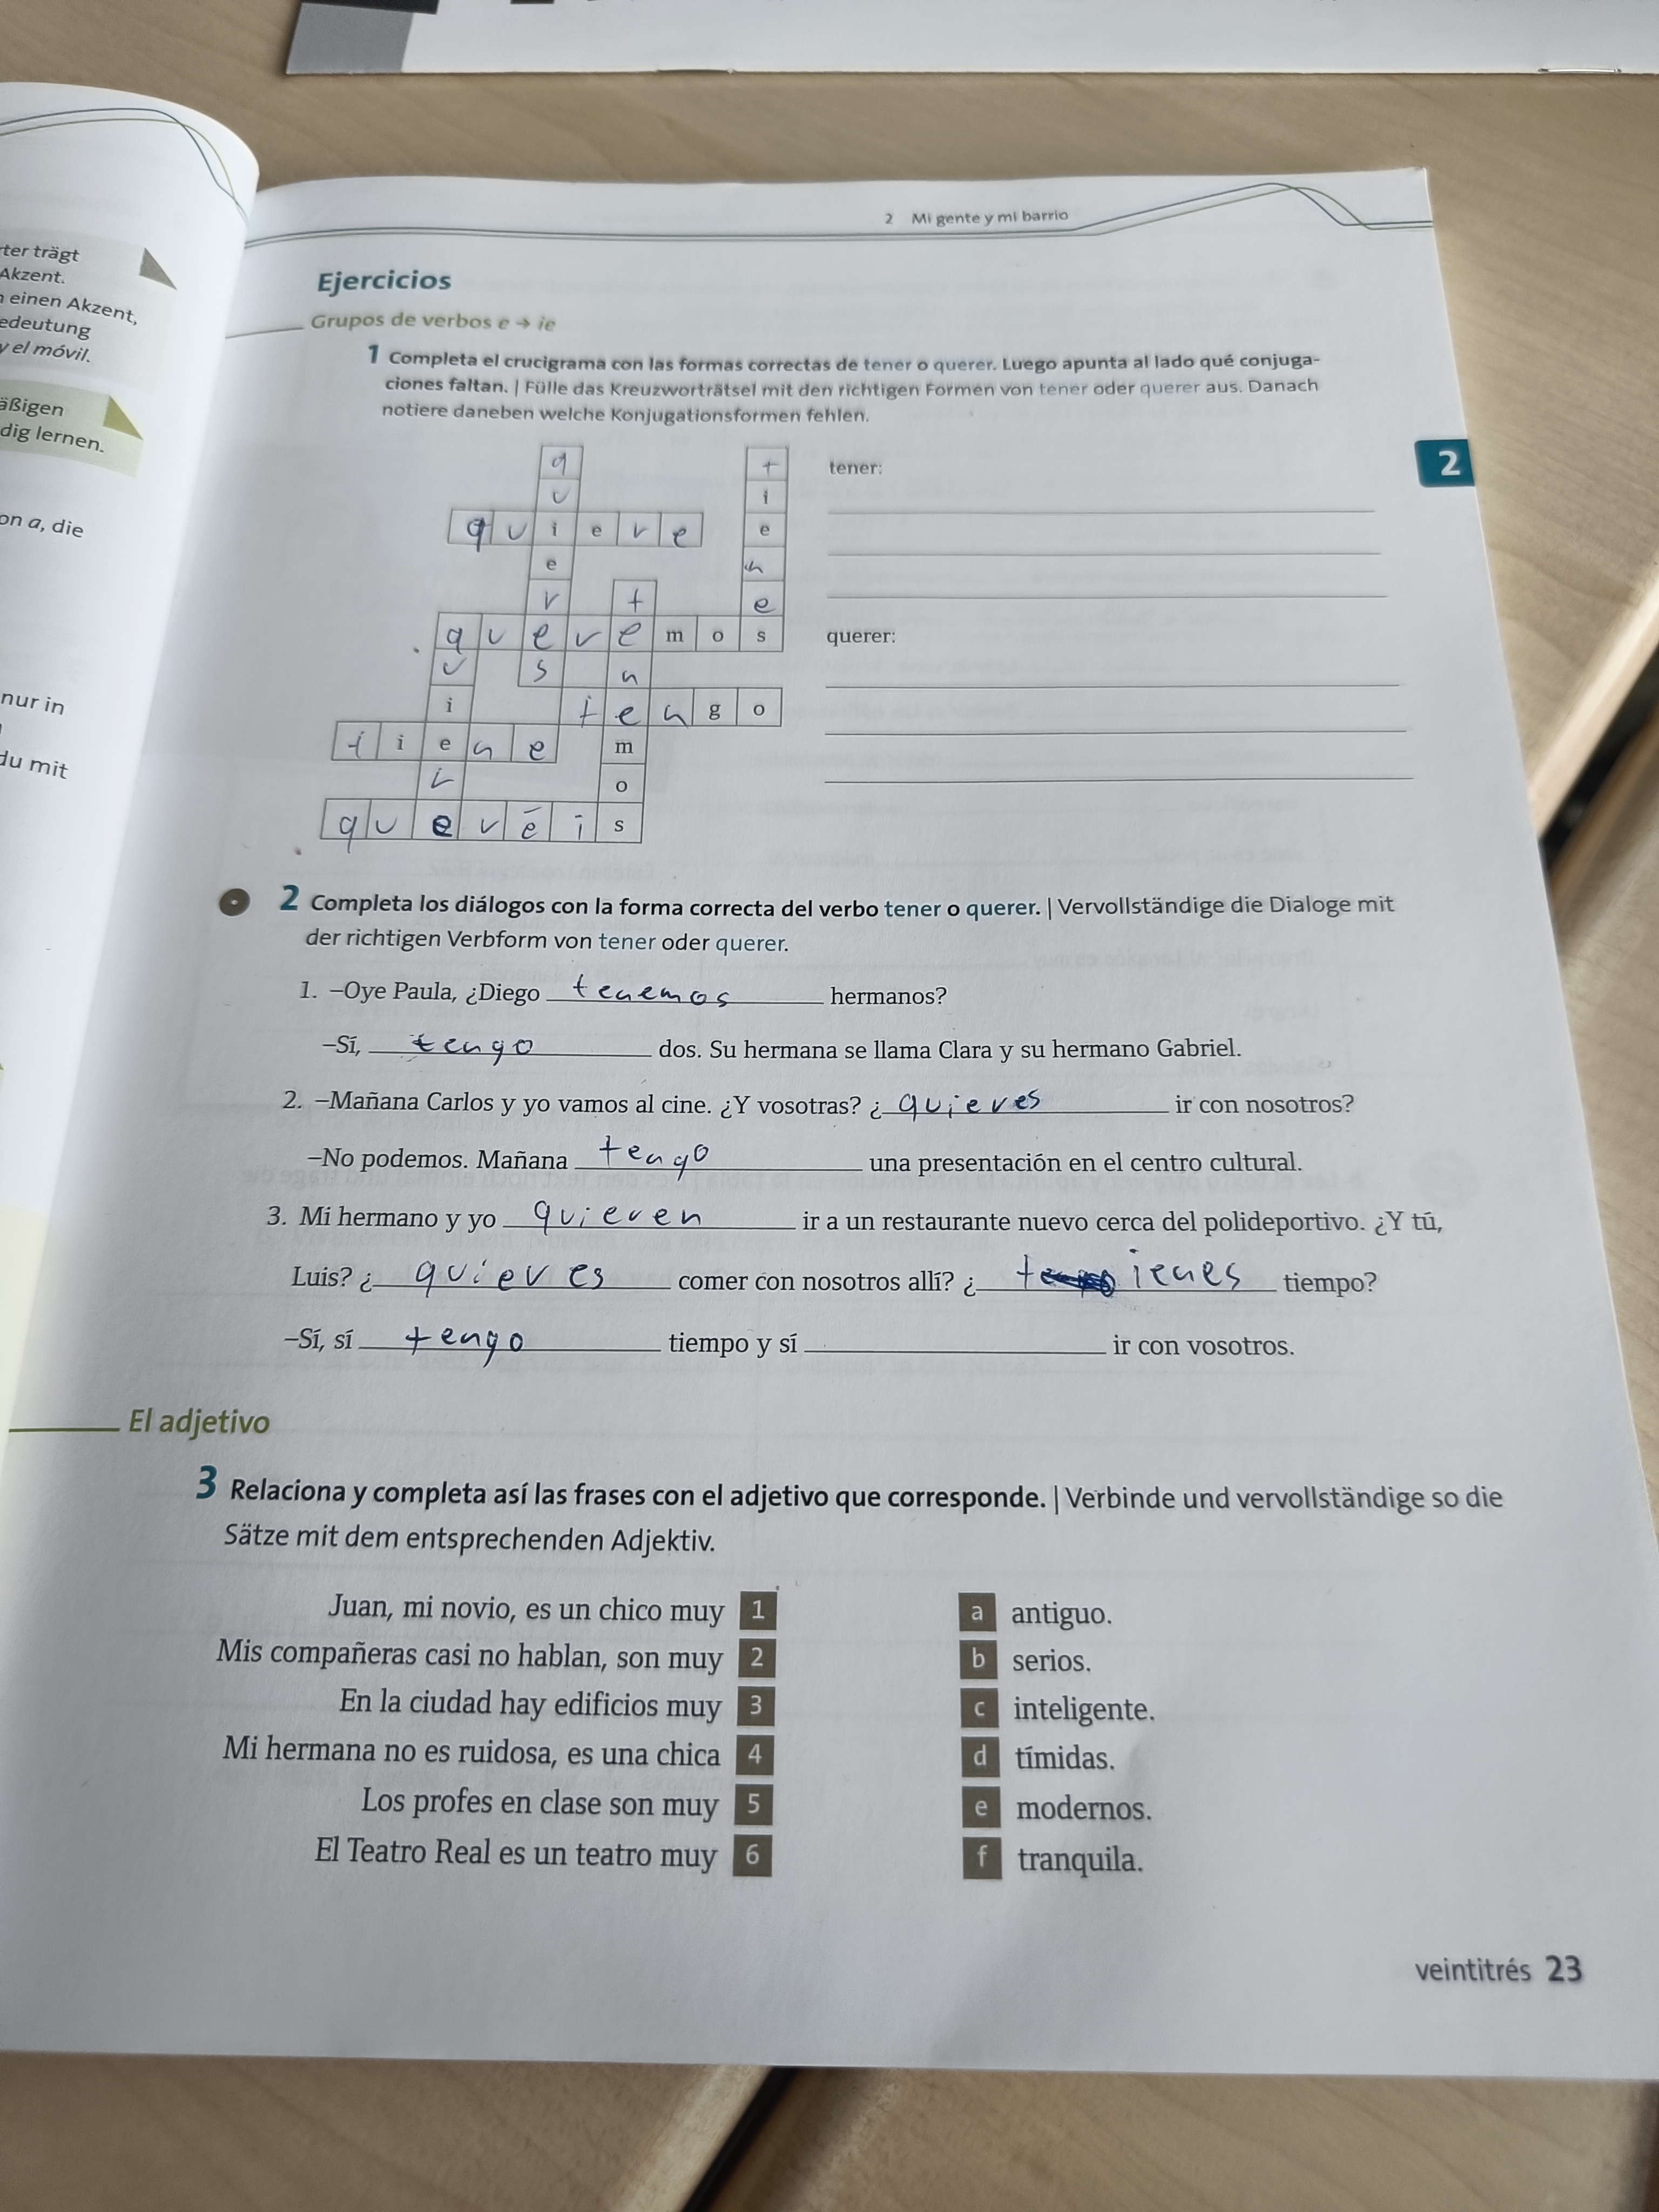 rter trägt
Akzent.
n einen Akzent,
edeutung
y el móvil.
äßigen
dig lernen.
on a, die
nur in
du mit
2 Mi gente y mi barrio
Ejercicios
Grupos de verbos e → ie
1 Completa el crucigrama con las formas correctas de tener o querer. Luego apunta al lado qué conjuga-
ciones faltan. | Fülle das Kreuzworträtsel mit den richtigen Formen von tener oder querer aus. Danach
notiere daneben welche Konjugationsformen fehlen.
q t
u i
q u i e r e e
e n
r t e
q u e r e m o s
u s n
i t e n g o
t i e n e m
r o
q u e r é i s
tener:
querer:
2
2 Completa los diálogos con la forma correcta del verbo tener o querer. | Vervollständige die Dialoge mit
der richtigen Verbform von tener oder querer.
1. –Oye Paula, ¿Diego tenemos hermanos?
–Sí, tengo dos. Su hermana se llama Clara y su hermano Gabriel.
2. –Mañana Carlos y yo vamos al cine. ¿Y vosotras? ¿ quieres ir con nosotros?
–No podemos. Mañana tengo una presentación en el centro cultural.
3. Mi hermano y yo quieren ir a un restaurante nuevo cerca del polideportivo. ¿Y tú,
Luis? ¿ quieres comer con nosotros allí? ¿ tienes tiempo?
–Sí, sí tengo tiempo y sí ir con vosotros.
El adjetivo
3 Relaciona y completa así las frases con el adjetivo que corresponde. | Verbinde und vervollständige so die
Sätze mit dem entsprechenden Adjektiv.
Juan, mi novio, es un chico muy 1 a antiguo.
Mis compañeras casi no hablan, son muy 2 b serios.
En la ciudad hay edificios muy 3 c inteligente.
Mi hermana no es ruidosa, es una chica 4 d tímidas.
Los profes en clase son muy 5 e modernos.
El Teatro Real es un teatro muy 6 f tranquila.
veintitrés 23